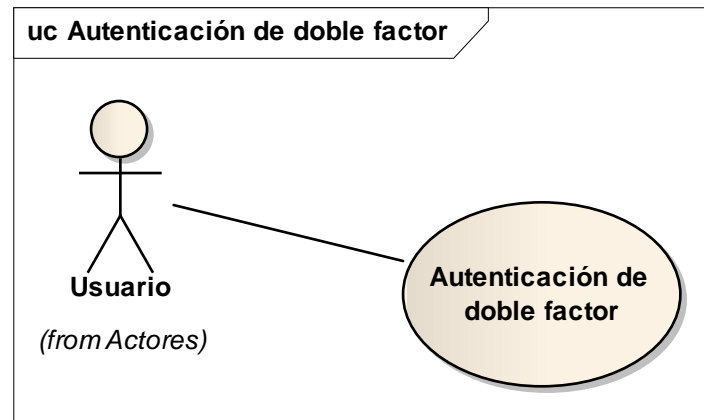 uc Autenticación de doble factor
Usuario
(from Actores)
Autenticación de
doble factor